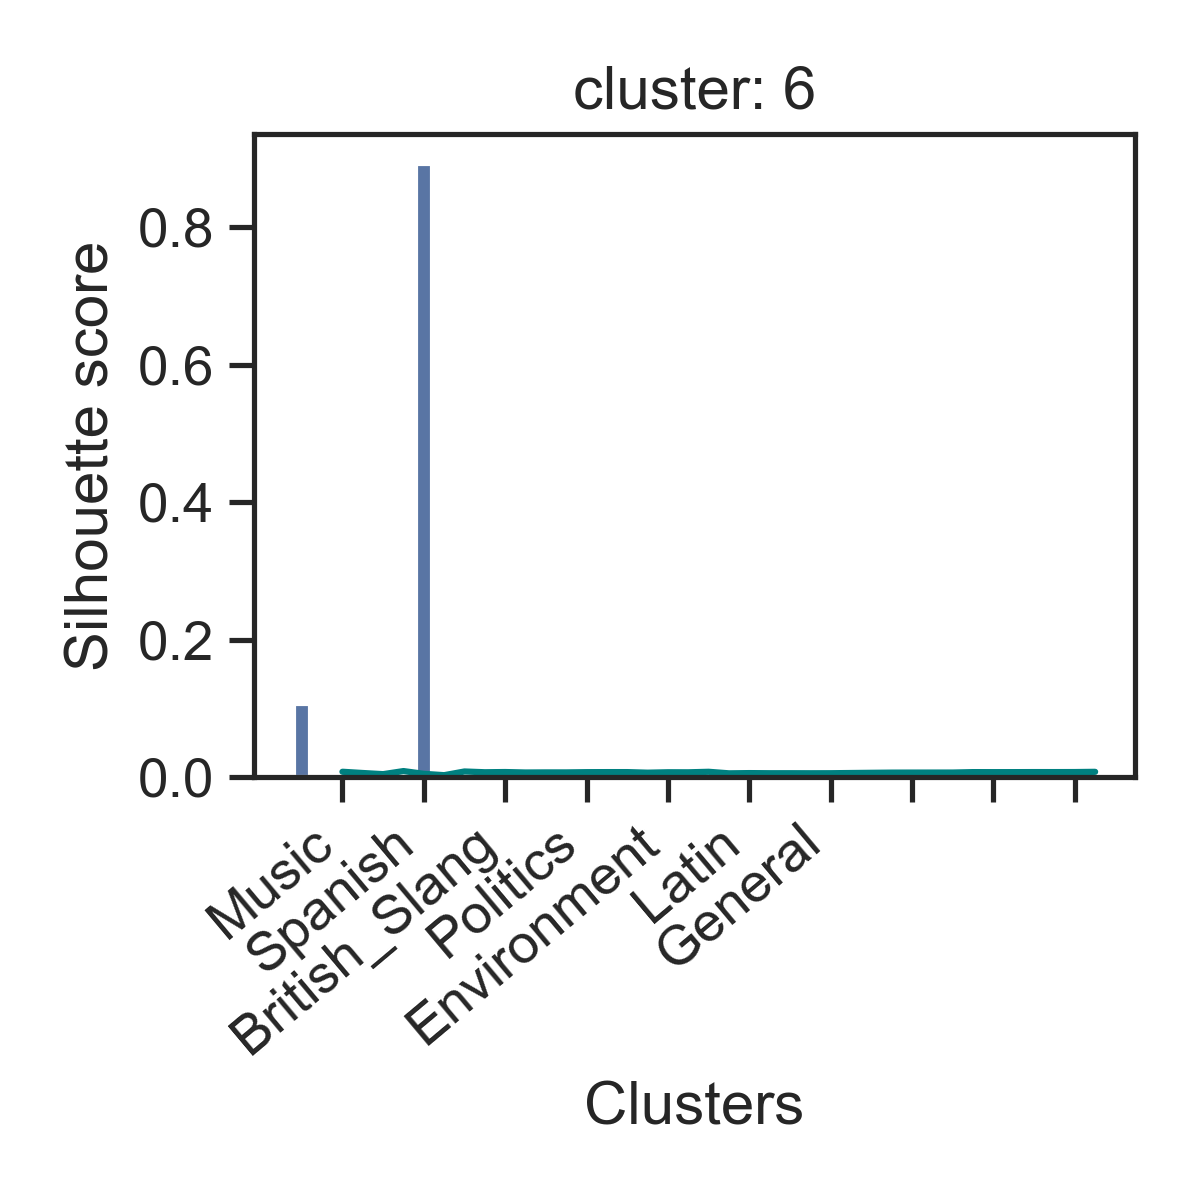 cluster: 6
Silhouette score
0.8
0.6
0.4
0.2
0.0
Music
Spanish
British_Slang
Politics
Environment
Latin
General
Clusters